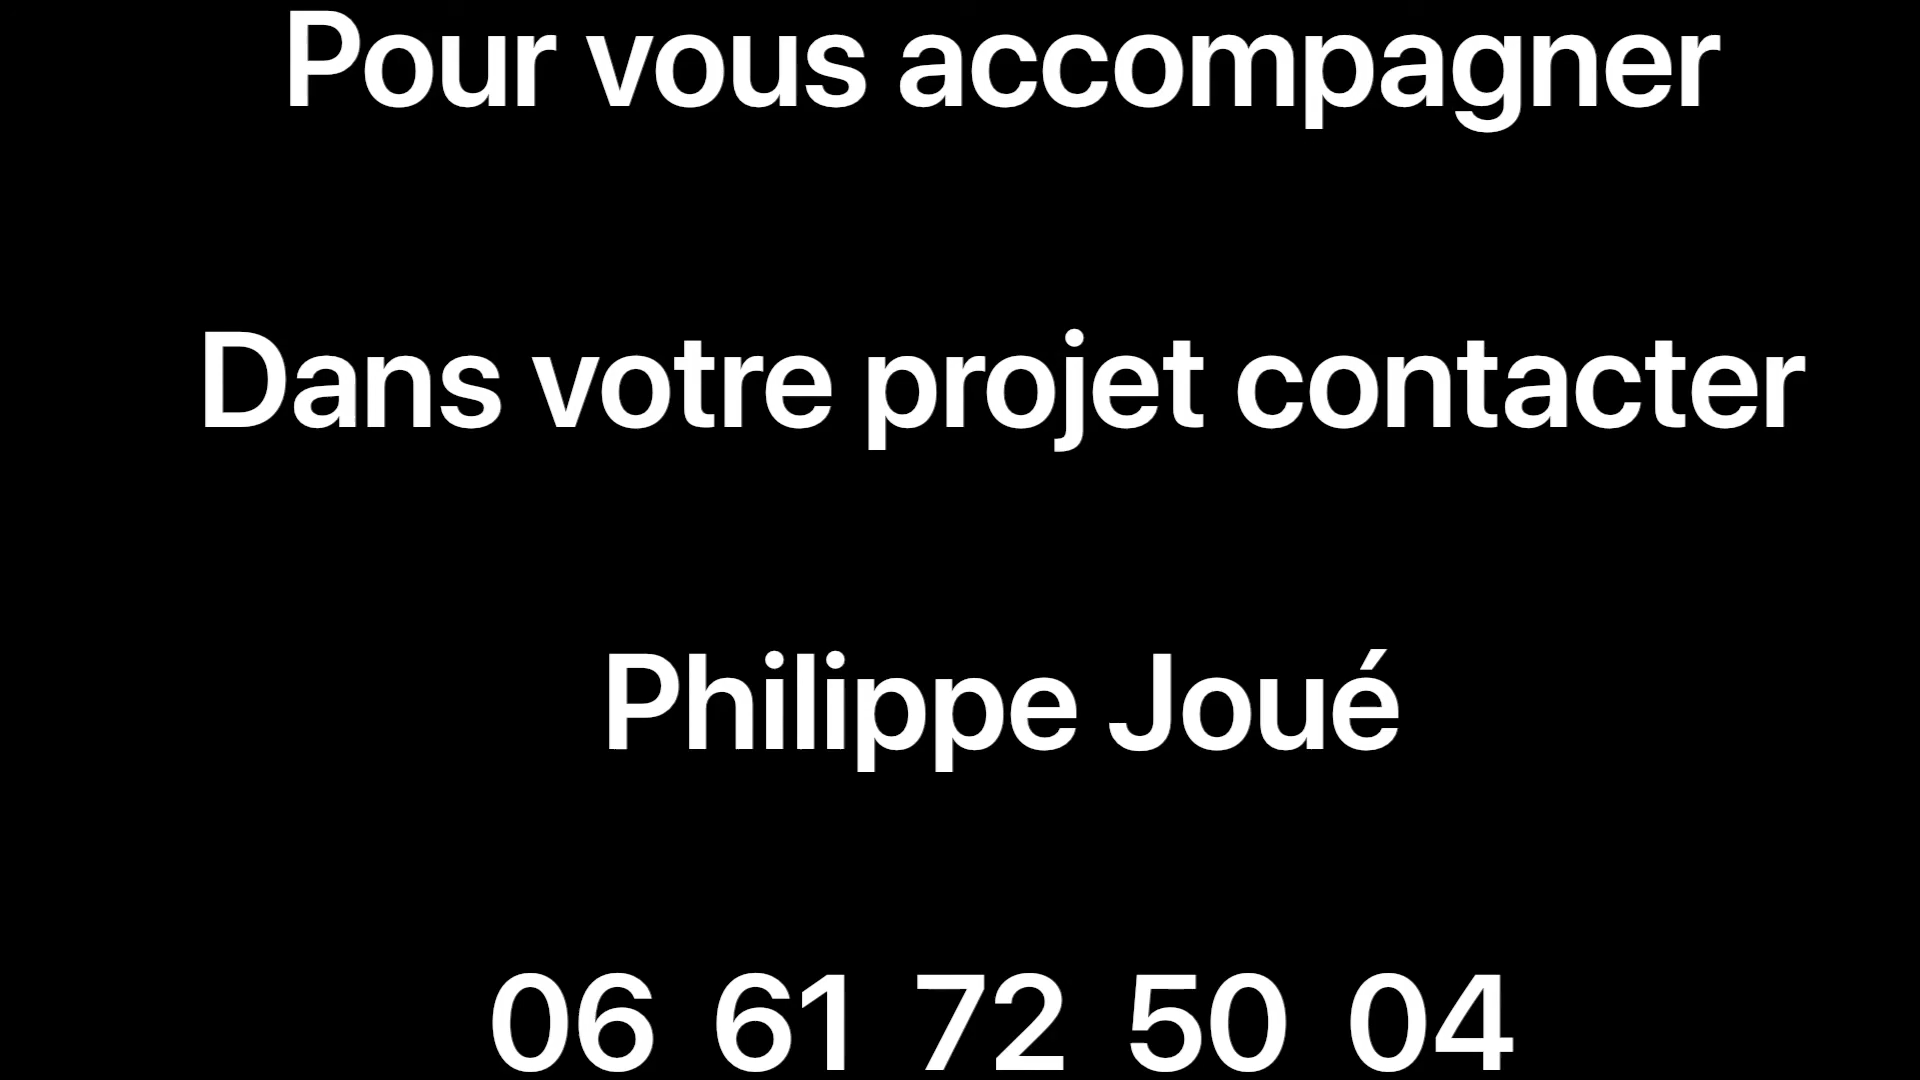 Pour vous accompagner
Dans votre projet contacter
Philippe Joué
06 61 72 50 04